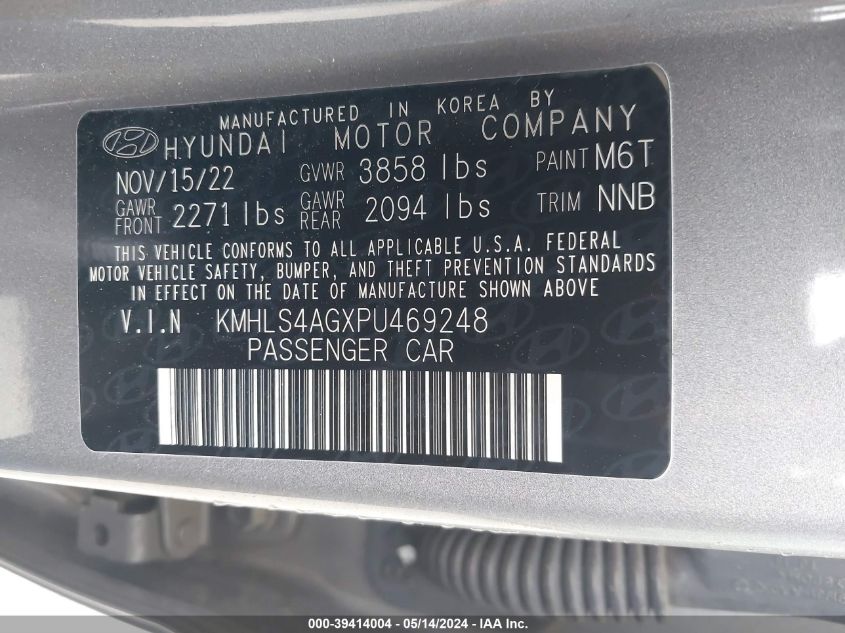 MANUFACTURED IN KOREA BY
HYUNDAI MOTOR COMPANY
NOV/15/22 GVWR 3858 lbs PAINT M6T
GAWR FRONT 2271 lbs GAWR REAR 2094 lbs TRIM NNB
THIS VEHICLE CONFORMS TO ALL APPLICABLE U.S.A. FEDERAL
MOTOR VEHICLE SAFETY, BUMPER, AND THEFT PREVENTION STANDARDS
IN EFFECT ON THE DATE OF MANUFACTURE SHOWN ABOVE
V.I.N KMHLS4AGXPU469248
PASSENGER CAR
000-39414004 - 05/14/2024 - IAA Inc.